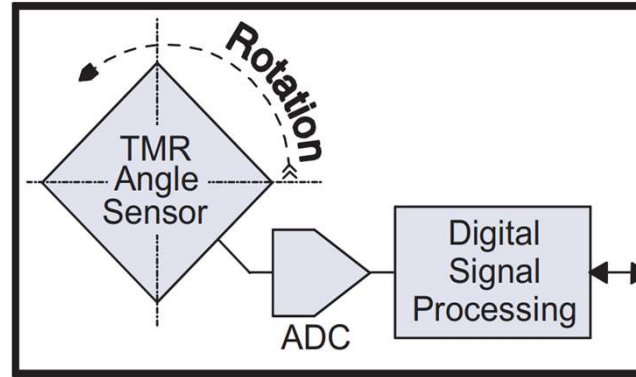 Rotation
TMR
Angle
Sensor
ADC
Digital
Signal
Processing